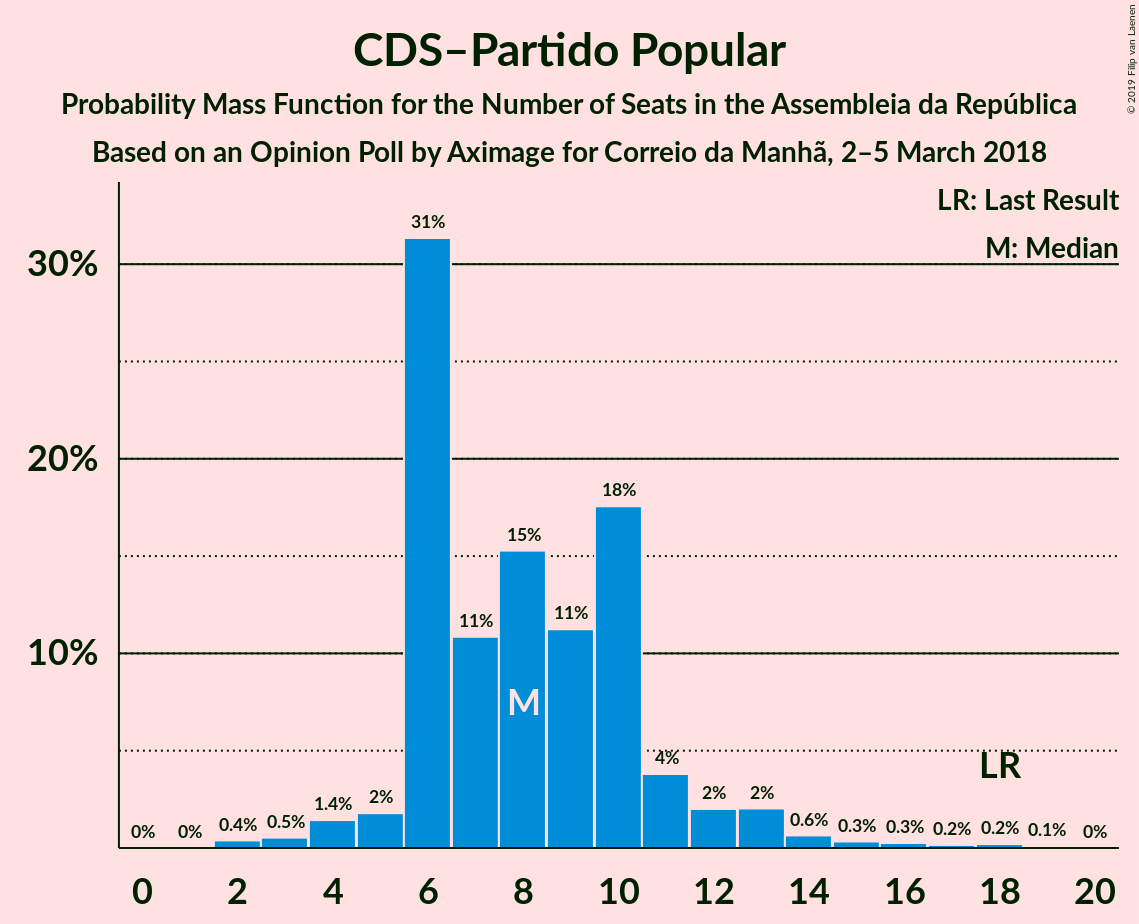 CDS–Partido Popular
Probability Mass Function for the Number of Seats in the Assembleia da República
Based on an Opinion Poll by Aximage for Correio da Manhã, 2–5 March 2018
© 2019 Filip van Laenen
LR: Last Result
M: Median
30%
20%
10%
0%
0%
0.4%
0.5%
1.4%
2%
31%
11%
15%
11%
18%
4%
2%
2%
0.6%
0.3%
0.3%
0.2%
0.2%
0.1%
0%
M
LR
0 2 4 6 8 10 12 14 16 18 20